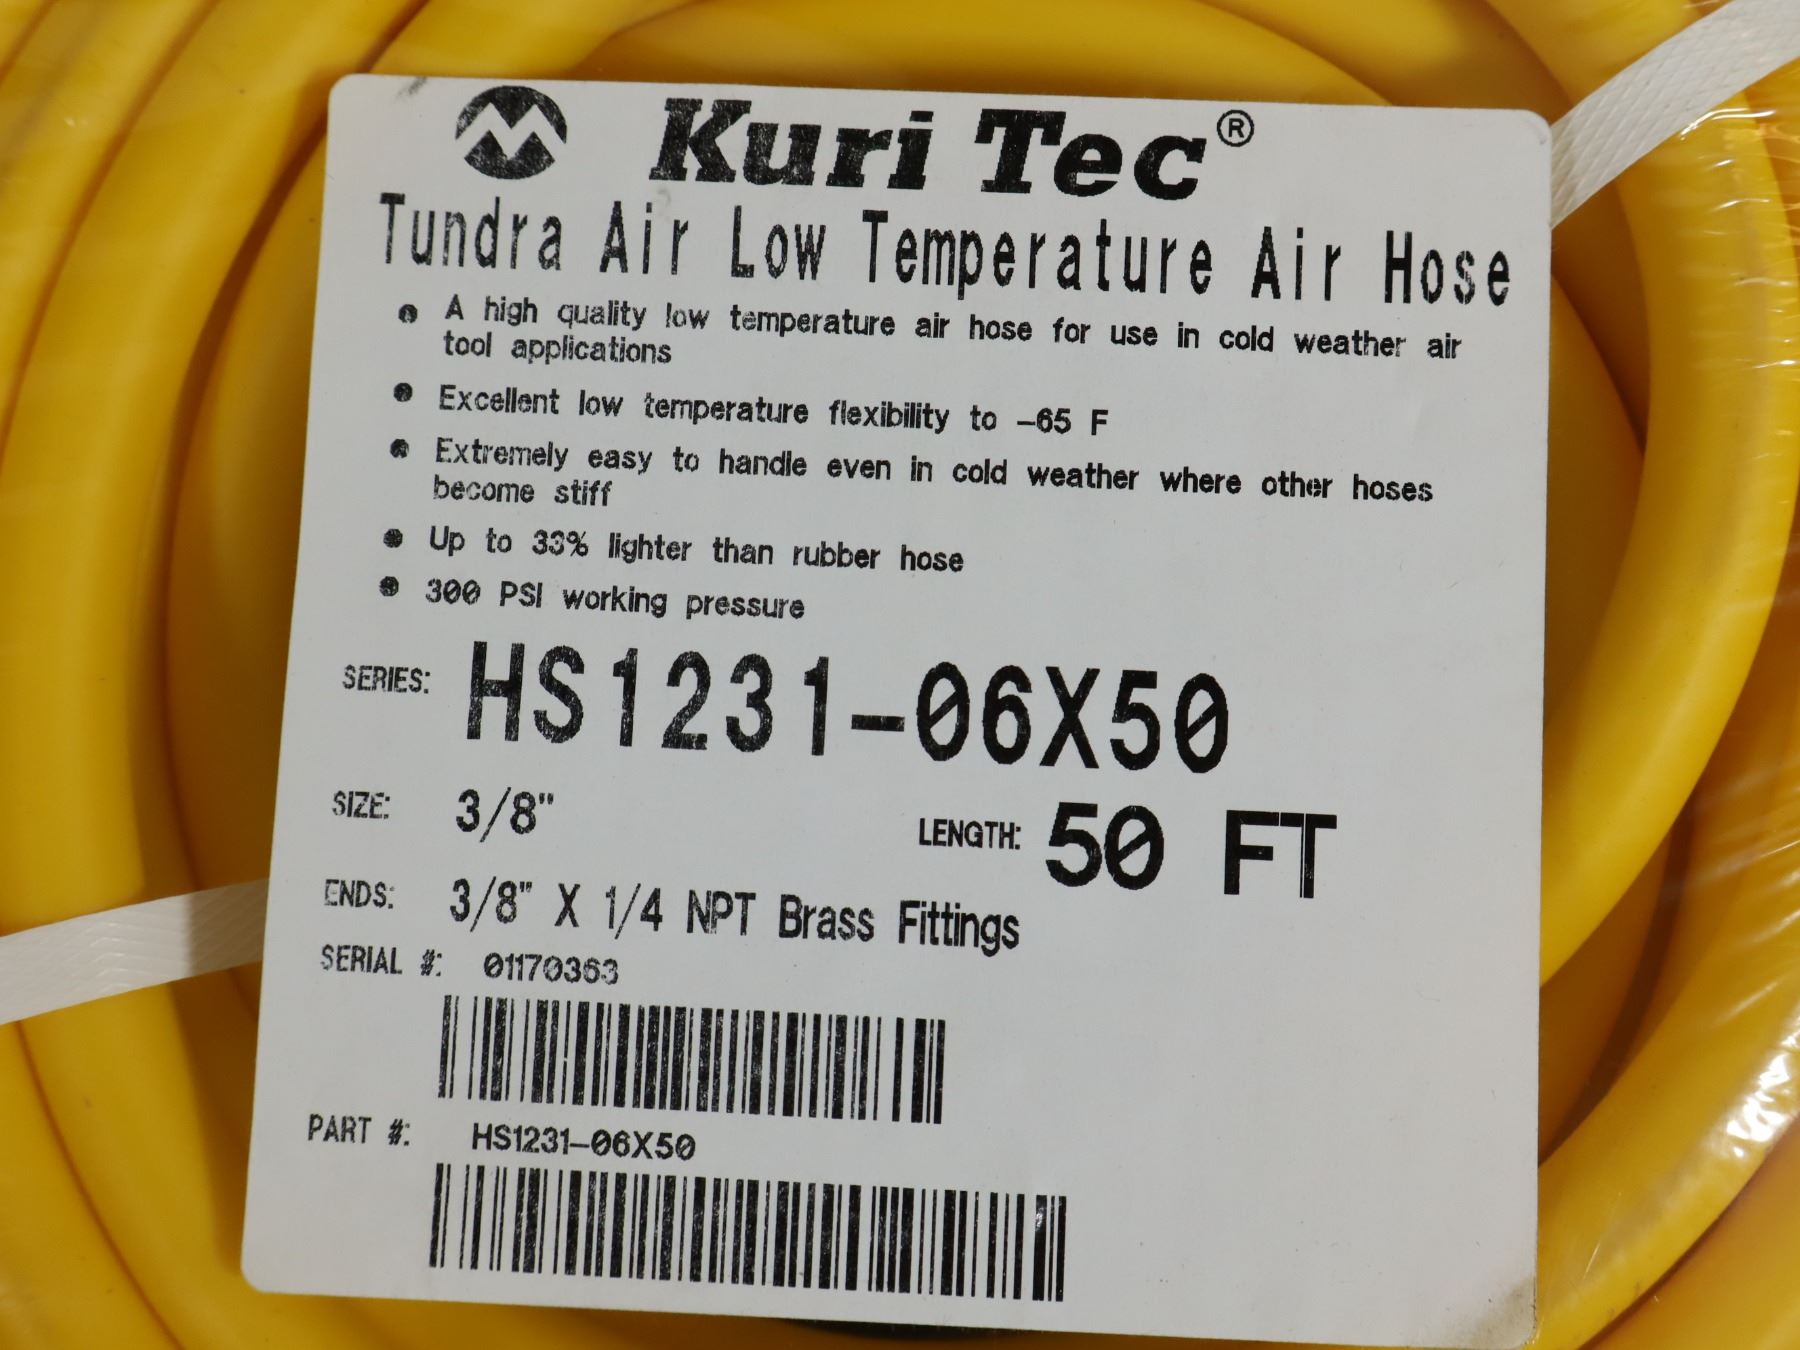 Kuri Tec®
Tundra Air Low Temperature Air Hose
• A high quality low temperature air hose for use in cold weather air
tool applications
• Excellent low temperature flexibility to -65 F
• Extremely easy to handle even in cold weather where other hoses
become stiff
• Up to 33% lighter than rubber hose
• 300 PSI working pressure
SERIES: HS1231-06X50
SIZE: 3/8" LENGTH: 50 FT
ENDS: 3/8" X 1/4 NPT Brass Fittings
SERIAL #: 01170363
PART #: HS1231-06X50